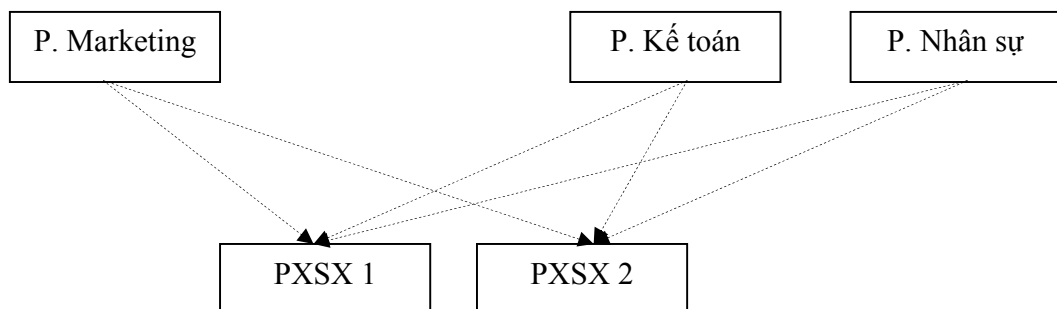 P. Marketing
P. Kế toán
P. Nhân sự
PXSX 1
PXSX 2